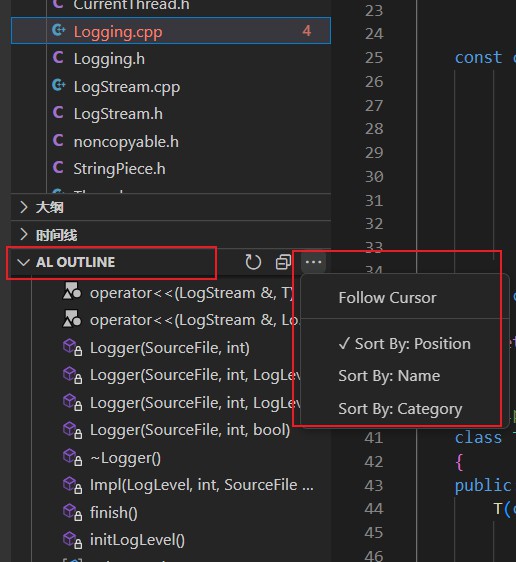 CurrentThread.h
Logging.cpp 4
Logging.h
LogStream.cpp
LogStream.h
noncopyable.h
StringPiece.h
大纲
时间线
AL OUTLINE
operator<<(LogStream &, T)
operator<<(LogStream &, Lo
Logger(SourceFile, int)
Logger(SourceFile, int, LogLe
Logger(SourceFile, int, LogLe
Logger(SourceFile, int, bool)
~Logger()
Impl(LogLevel, int, SourceFile ...
finish()
initLogLevel()
Follow Cursor
✓ Sort By: Position
Sort By: Name
Sort By: Category
23
24
25 const
26
27
28
29
30
31
32
33
34
41 class
42 {
43 public
44 T(
45
46